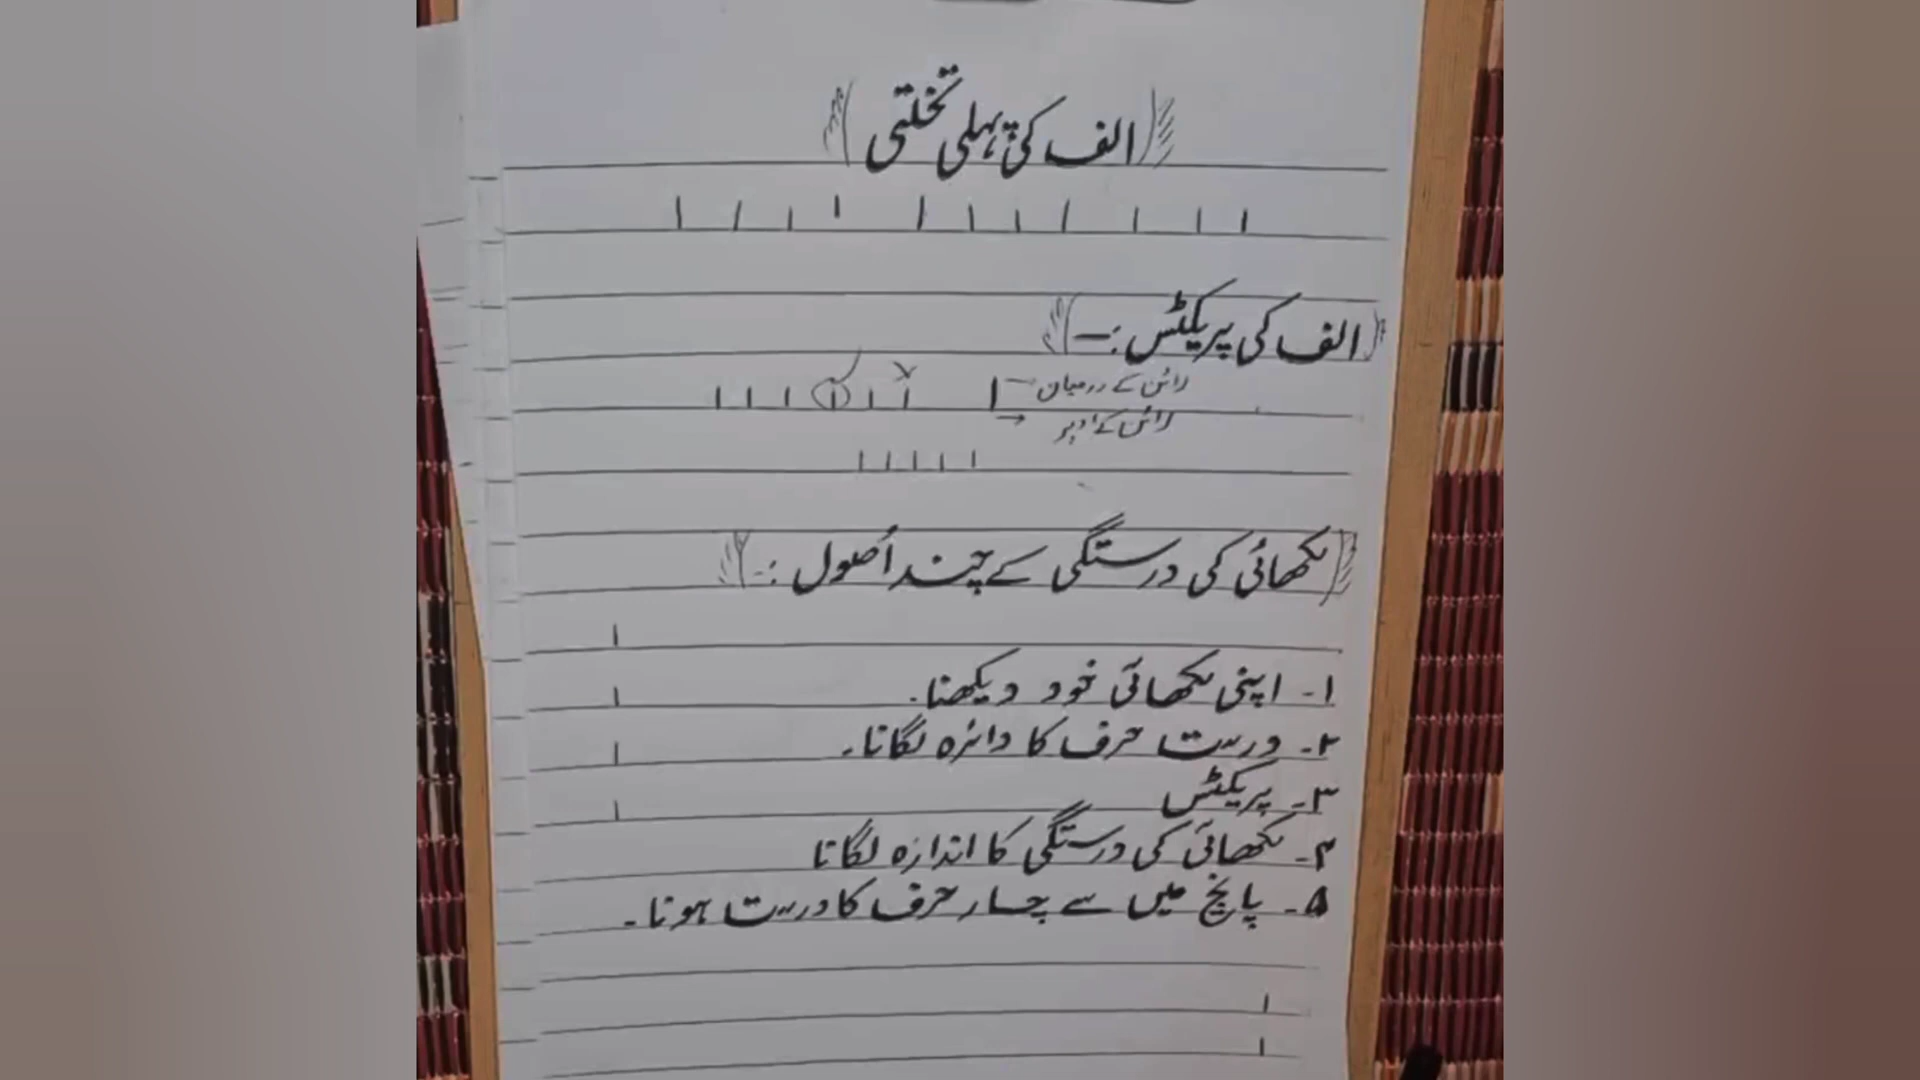 (الف کی پہلی تختی)
ا ا ا ا ا ا ا ا ا ا ا
(الف کی پریکٹس :-)
ا ا ا ا ا ا ا لائن کے درمیان
لائن کے اوپر
ا ا ا ا ا
(لکھائی کی درستگی کے چند اُصول :-)
ا
۱- اپنی لکھائی خود دیکھنا۔ ا
۲- درست حرف کا دائرہ لگانا۔ ا
۳- پریکٹس ا
۴- لکھائی کی درستگی کا اندازہ لگانا
۵- پانچ میں سے چار حرف کا درست ہونا۔
ا
ا